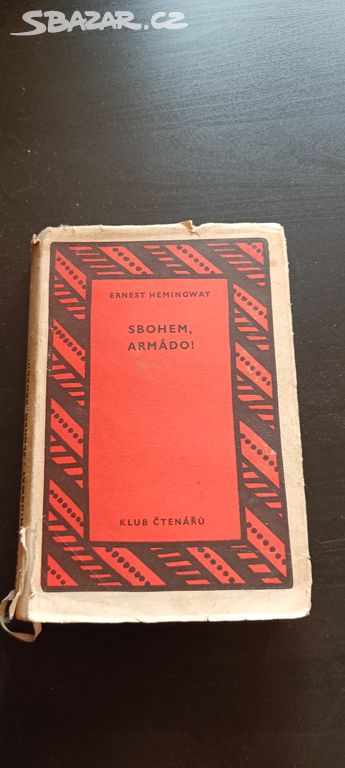 SBAZAR.CZ
ERNEST HEMINGWAY
SBOHEM,
ARMÁDO!
KLUB ČTENÁŘŮ